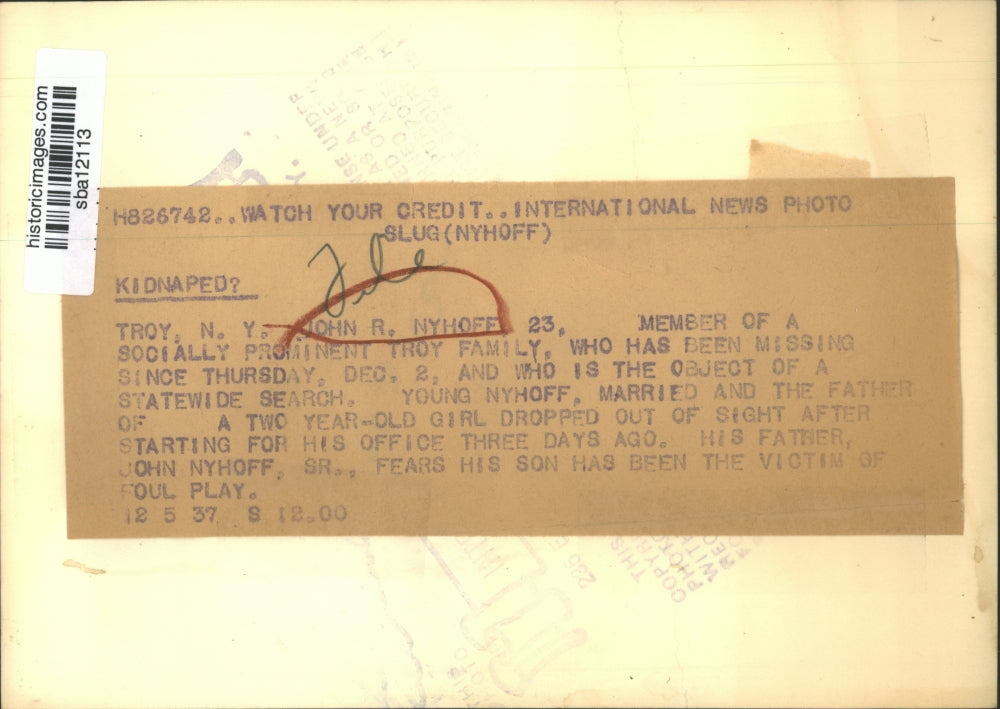 historicimages.com
sba12113
H826742..WATCH YOUR CREDIT..INTERNATIONAL NEWS PHOTO
SLUG(NYHOFF)
File
KIDNAPED?
TROY, N. Y.--JOHN R. NYHOFF, 23, MEMBER OF A
SOCIALLY PROMINENT TROY FAMILY, WHO HAS BEEN MISSING
SINCE THURSDAY, DEC. 2, AND WHO IS THE OBJECT OF A
STATEWIDE SEARCH. YOUNG NYHOFF, MARRIED AND THE FATHER
OF A TWO YEAR-OLD GIRL DROPPED OUT OF SIGHT AFTER
STARTING FOR HIS OFFICE THREE DAYS AGO. HIS FATHER,
JOHN NYHOFF, SR., FEARS HIS SON HAS BEEN THE VICTIM OF
FOUL PLAY.
12 5 37 S 12.00
235 E
THIS